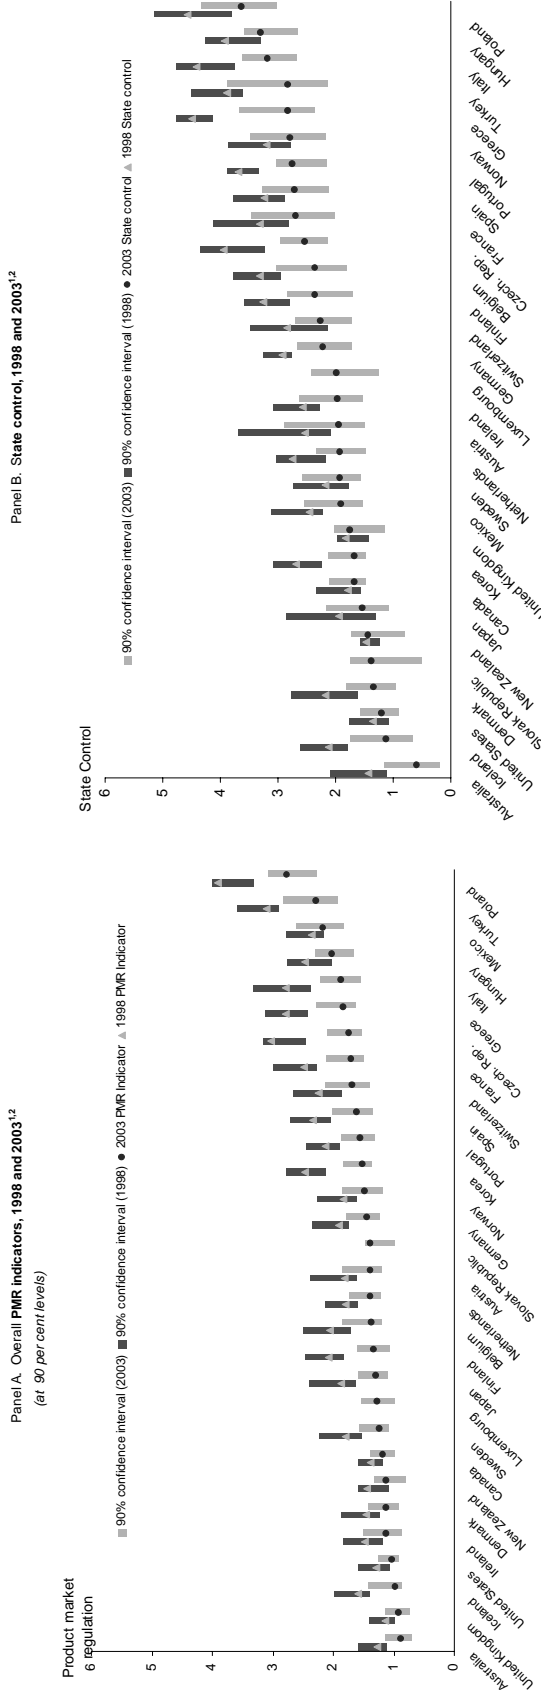 Panel A. Overall PMR indicators, 1998 and 2003¹,²
(at 90 per cent levels)
Product market
regulation
90% confidence interval (2003) 90% confidence interval (1998) 2003 PMR Indicator 1998 PMR Indicator
6
5
4
3
2
1
0
Australia
United Kingdom
Iceland
United States
Ireland
Denmark
New Zealand
Canada
Sweden
Luxembourg
Japan
Finland
Belgium
Netherlands
Austria
Slovak Republic
Germany
Norway
Korea
Portugal
Spain
Switzerland
France
Czech. Rep.
Greece
Italy
Hungary
Mexico
Turkey
Poland
Panel B. State control, 1998 and 2003¹,²
State Control
90% confidence interval (2003) 90% confidence interval (1998) 2003 State control 1998 State control
6
5
4
3
2
1
0
Australia
Iceland
United States
Denmark
Slovak Republic
New Zealand
Japan
Canada
Korea
United Kingdom
Mexico
Sweden
Netherlands
Austria
Ireland
Luxembourg
Germany
Switzerland
Finland
Belgium
Czech. Rep.
France
Spain
Portugal
Norway
Greece
Turkey
Italy
Hungary
Poland